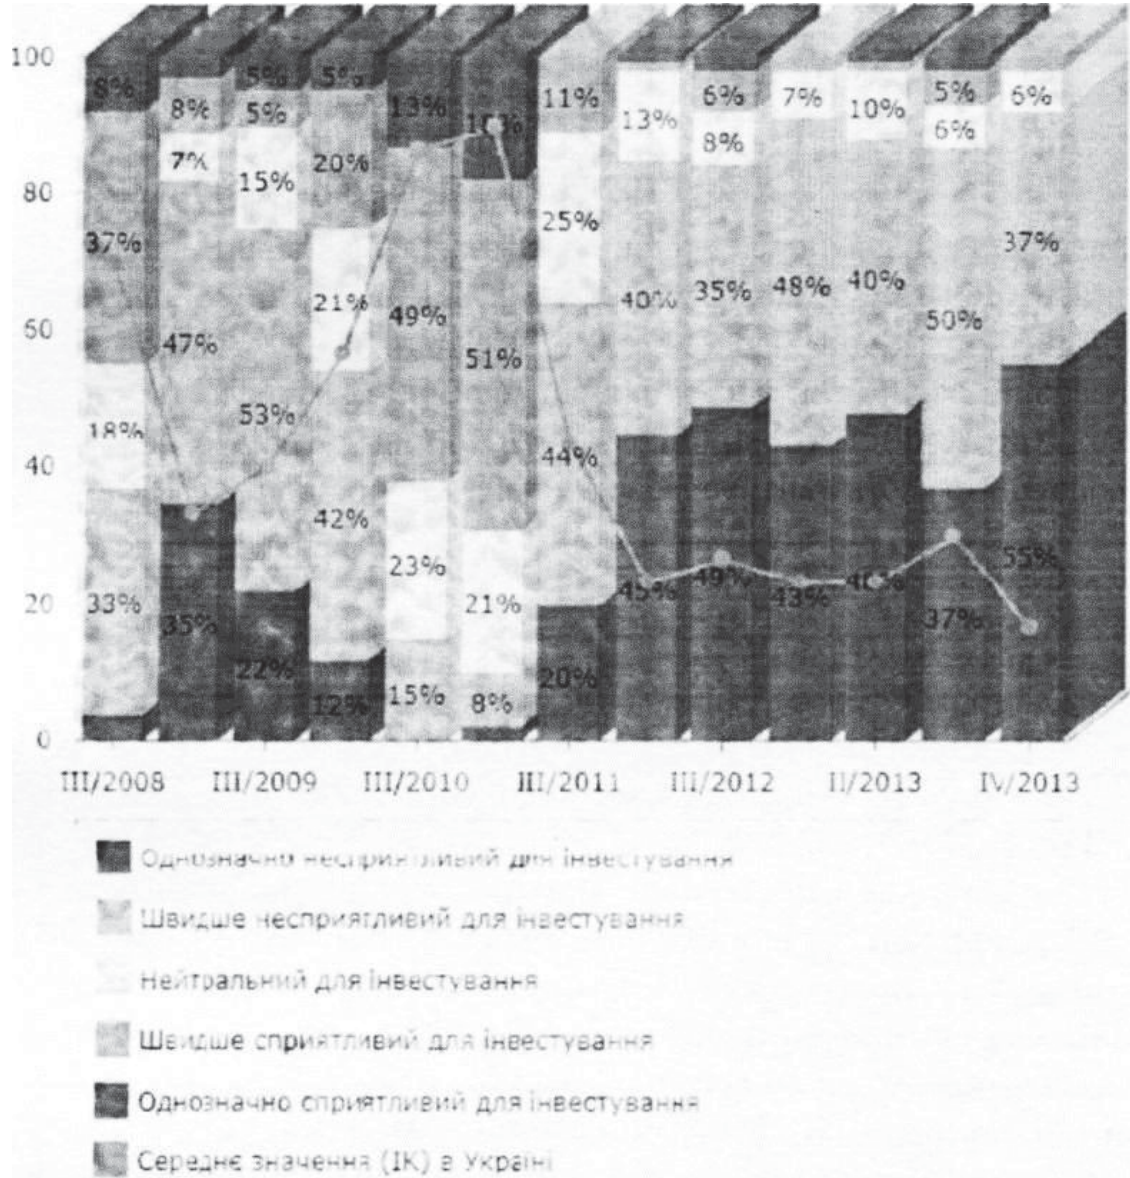 100
8% 8% 5% 5% 13% 11% 13% 6% 7% 10% 5% 6%
7% 5% 20% 8% 6%
15%
80
37% 25% 37%
47% 21% 49% 51% 40% 35% 48% 40% 50%
50
18% 53% 44%
40
42% 23% 55%
20
33% 35% 21% 45% 49% 43% 37%
22% 12% 15% 8% 20%
0
III/2008 III/2009 III/2010 III/2011 III/2012 II/2013 IV/2013
Однозначно несприятливий для інвестування
Швидше несприятливий для інвестування
Нейтральний для інвестування
Швидше сприятливий для інвестування
Однозначно сприятливий для інвестування
Середнє значення (ІК) в Україні